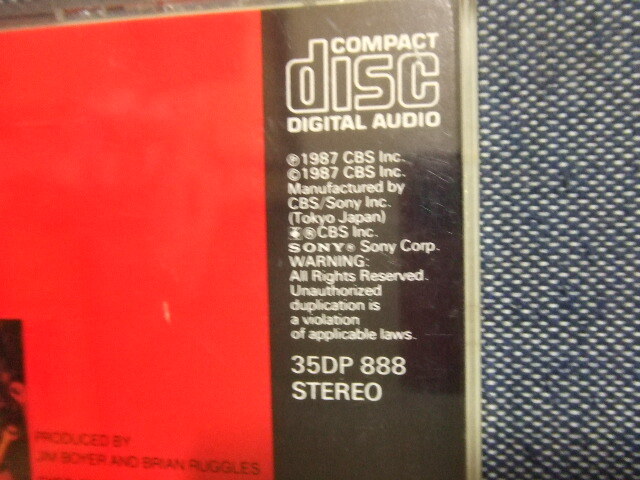 COMPACT
disc
DIGITAL AUDIO
℗1987 CBS Inc.
©1987 CBS Inc.
Manufactured by
CBS/Sony Inc.
(Tokyo Japan)
®CBS Inc.
SONY® Sony Corp.
WARNING:
All Rights Reserved.
Unauthorized
duplication is
a violation
of applicable laws.
35DP 888
STEREO
PRODUCED BY
JIM BOYER AND BRIAN RUGGLES